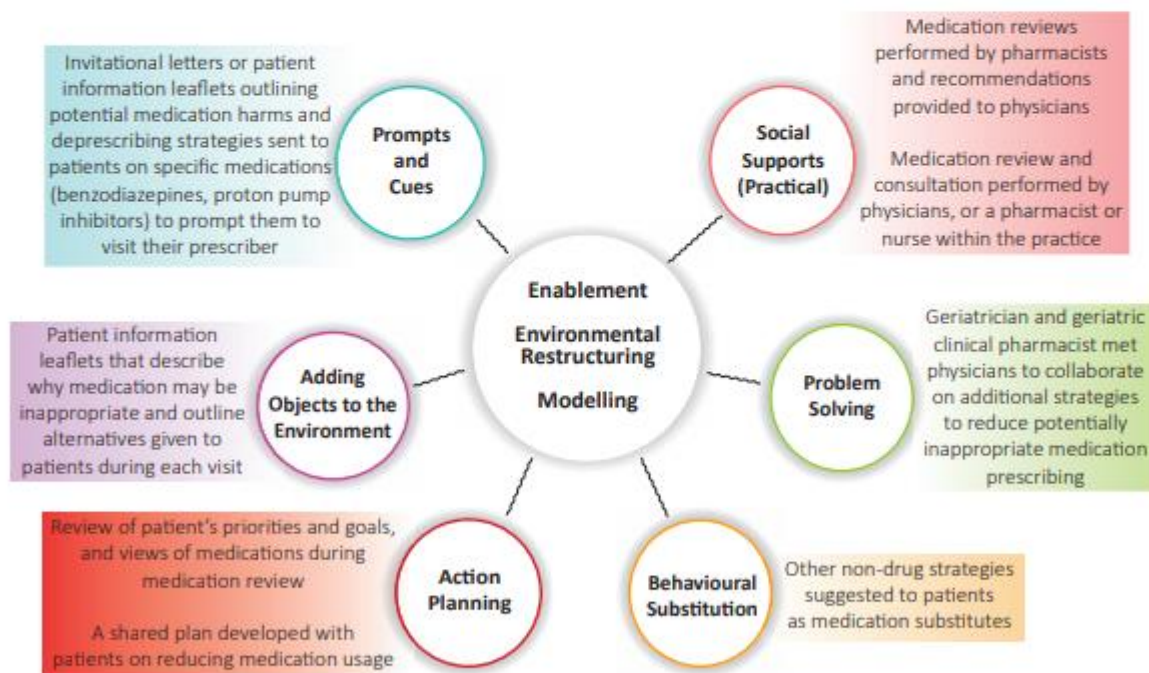 Invitational letters or patient
information leaflets outlining
potential medication harms and
deprescribing strategies sent to
patients on specific medications
(benzodiazepines, proton pump
inhibitors) to prompt them to
visit their prescriber
Prompts
and
Cues
Social
Supports
(Practical)
Medication reviews
performed by pharmacists
and recommendations
provided to physicians
Medication review and
consultation performed by
physicians, or a pharmacist or
nurse within the practice
Enablement
Environmental
Restructuring
Modelling
Patient information
leaflets that describe
why medication may be
inappropriate and outline
alternatives given to
patients during each visit
Adding
Objects to the
Environment
Problem
Solving
Geriatrician and geriatric
clinical pharmacist met
physicians to collaborate
on additional strategies
to reduce potentially
inappropriate medication
prescribing
Review of patient's priorities and goals,
and views of medications during
medication review
A shared plan developed with
patients on reducing medication usage
Action
Planning
Behavioural
Substitution
Other non-drug strategies
suggested to patients
as medication substitutes